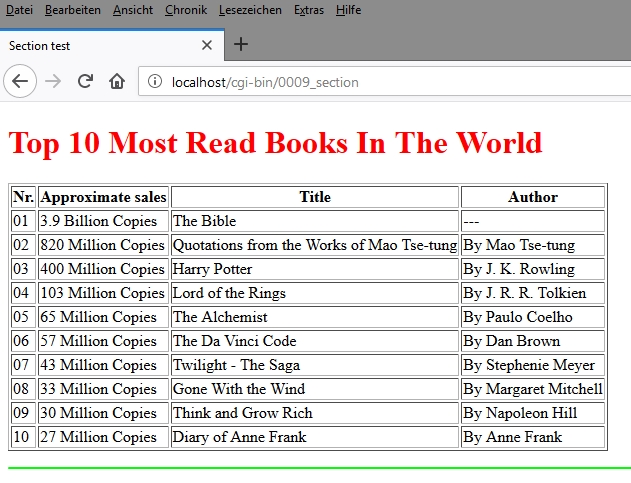 Datei Bearbeiten Ansicht Chronik Lesezeichen Extras Hilfe
Section test
localhost/cgi-bin/0009_section
Top 10 Most Read Books In The World
Nr. Approximate sales Title Author
01 3.9 Billion Copies The Bible ---
02 820 Million Copies Quotations from the Works of Mao Tse-tung By Mao Tse-tung
03 400 Million Copies Harry Potter By J. K. Rowling
04 103 Million Copies Lord of the Rings By J. R. R. Tolkien
05 65 Million Copies The Alchemist By Paulo Coelho
06 57 Million Copies The Da Vinci Code By Dan Brown
07 43 Million Copies Twilight - The Saga By Stephenie Meyer
08 33 Million Copies Gone With the Wind By Margaret Mitchell
09 30 Million Copies Think and Grow Rich By Napoleon Hill
10 27 Million Copies Diary of Anne Frank By Anne Frank